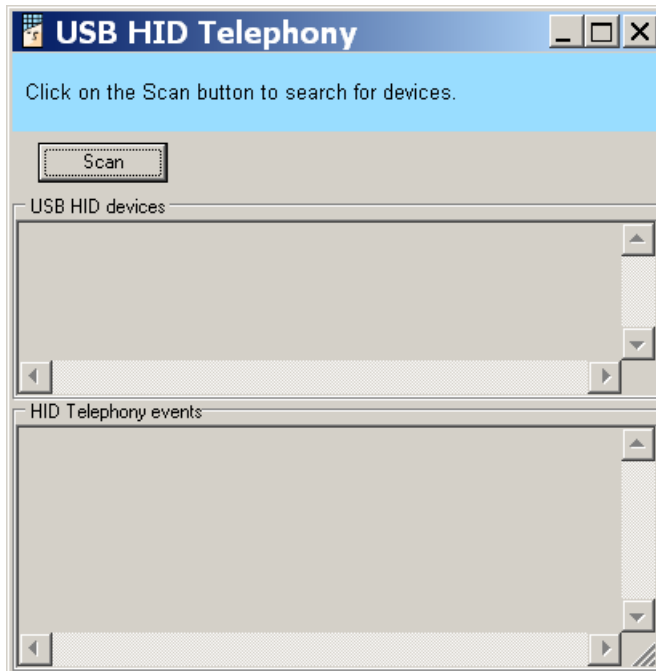 USB HID Telephony
Click on the Scan button to search for devices.
Scan
USB HID devices
HID Telephony events